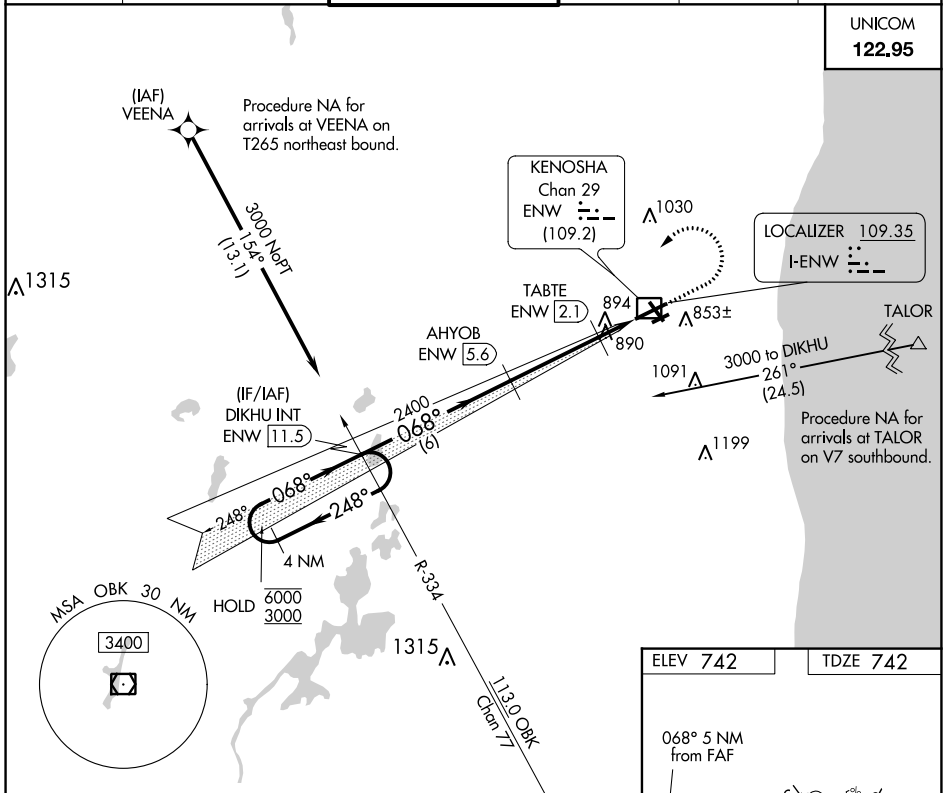 UNICOM
122.95
(IAF)
VEENA
Procedure NA for
arrivals at VEENA on
T265 northeast bound.
3000 NoPT
154°
(13.1)
KENOSHA
Chan 29
ENW
(109.2)
1030
LOCALIZER 109.35
I-ENW
1315
TABTE
ENW 2.1
894
890
853±
TALOR
AHYOB
ENW 5.6
1091
3000 to DIKHU
261°
(24.5)
(IF/IAF)
DIKHU INT
ENW 11.5
2400
068°
(6)
Procedure NA for
arrivals at TALOR
on V7 southbound.
1199
248°
068°
248°
4 NM
HOLD
6000
3000
R-334
MSA OBK 30 NM
3400
1315
113.0 OBK
Chan 77
ELEV 742
TDZE 742
068° 5 NM
from FAF